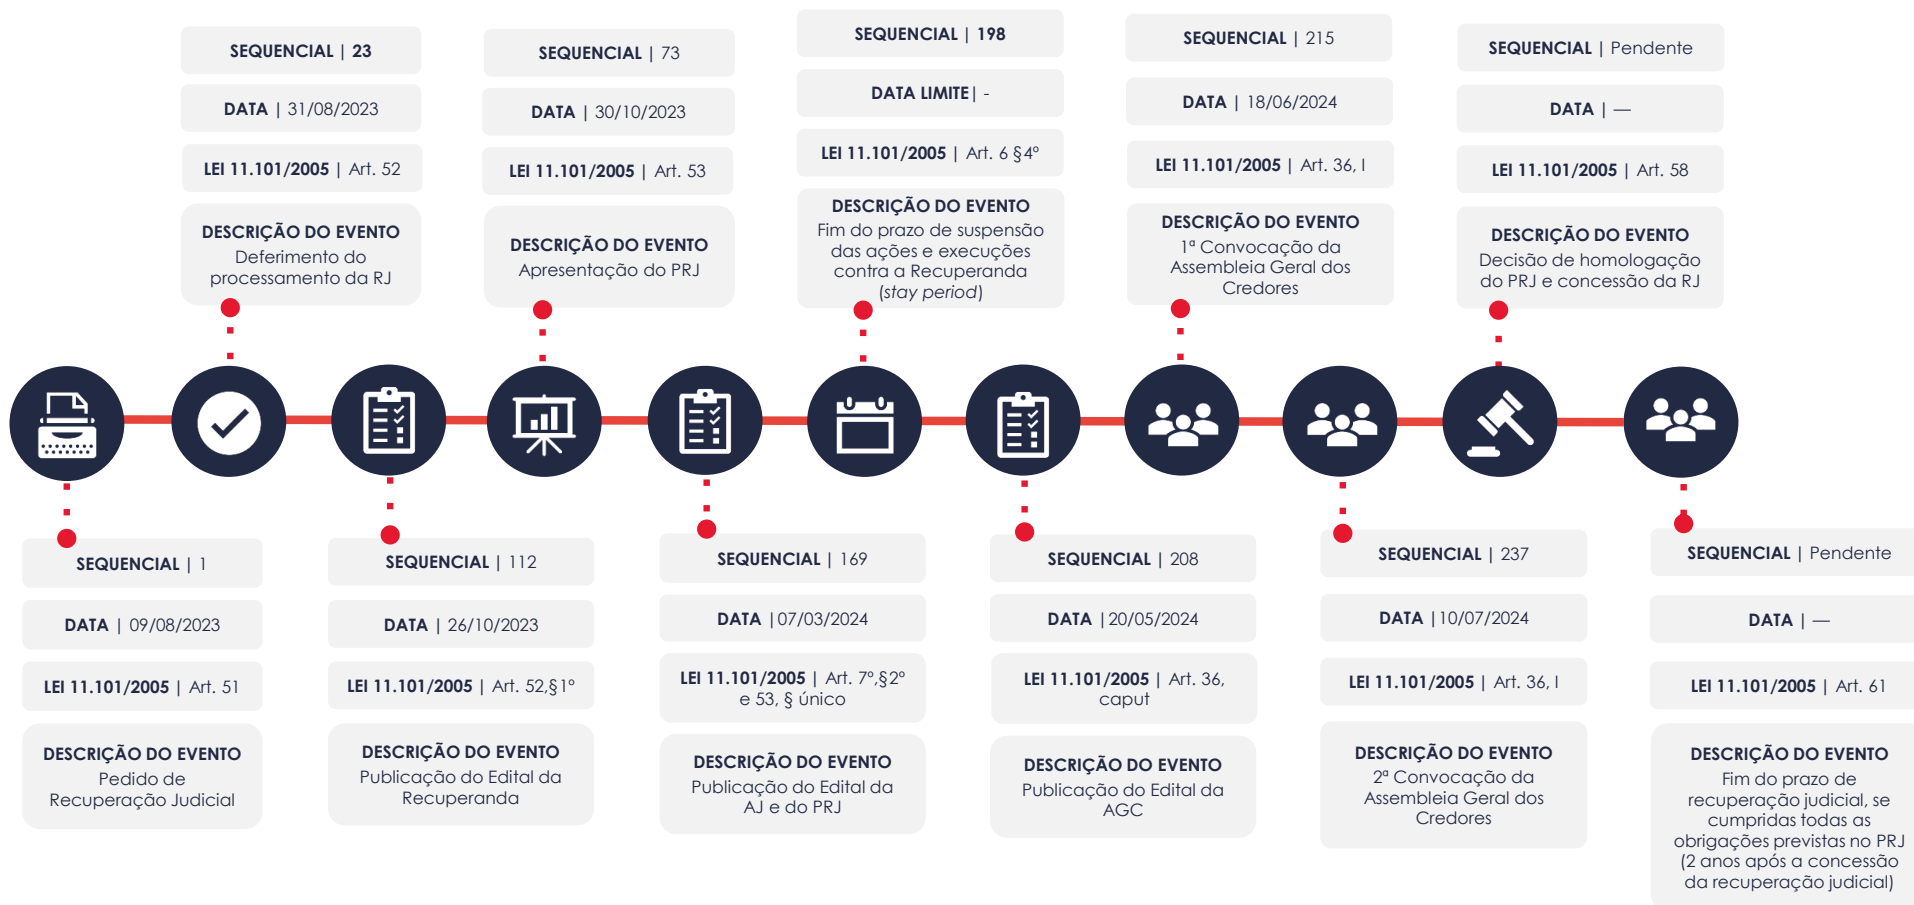 SEQUENCIAL | 23
DATA | 31/08/2023
LEI 11.101/2005 | Art. 52
DESCRIÇÃO DO EVENTO
Deferimento do
processamento da RJ
SEQUENCIAL | 73
DATA | 30/10/2023
LEI 11.101/2005 | Art. 53
DESCRIÇÃO DO EVENTO
Apresentação do PRJ
SEQUENCIAL | 198
DATA LIMITE| -
LEI 11.101/2005 | Art. 6 §4º
DESCRIÇÃO DO EVENTO
Fim do prazo de suspensão
das ações e execuções
contra a Recuperanda
(stay period)
SEQUENCIAL | 215
DATA | 18/06/2024
LEI 11.101/2005 | Art. 36, I
DESCRIÇÃO DO EVENTO
1ª Convocação da
Assembleia Geral dos
Credores
SEQUENCIAL | Pendente
DATA | —
LEI 11.101/2005 | Art. 58
DESCRIÇÃO DO EVENTO
Decisão de homologação
do PRJ e concessão da RJ
SEQUENCIAL | 1
DATA | 09/08/2023
LEI 11.101/2005 | Art. 51
DESCRIÇÃO DO EVENTO
Pedido de
Recuperação Judicial
SEQUENCIAL | 112
DATA | 26/10/2023
LEI 11.101/2005 | Art. 52,§1º
DESCRIÇÃO DO EVENTO
Publicação do Edital da
Recuperanda
SEQUENCIAL | 169
DATA |07/03/2024
LEI 11.101/2005 | Art. 7º,§2º
e 53, § único
DESCRIÇÃO DO EVENTO
Publicação do Edital da
AJ e do PRJ
SEQUENCIAL | 208
DATA |20/05/2024
LEI 11.101/2005 | Art. 36,
caput
DESCRIÇÃO DO EVENTO
Publicação do Edital da
AGC
SEQUENCIAL | 237
DATA |10/07/2024
LEI 11.101/2005 | Art. 36, I
DESCRIÇÃO DO EVENTO
2ª Convocação da
Assembleia Geral dos
Credores
SEQUENCIAL | Pendente
DATA | —
LEI 11.101/2005 | Art. 61
DESCRIÇÃO DO EVENTO
Fim do prazo de
recuperação judicial, se
cumpridas todas as
obrigações previstas no PRJ
(2 anos após a concessão
da recuperação judicial)